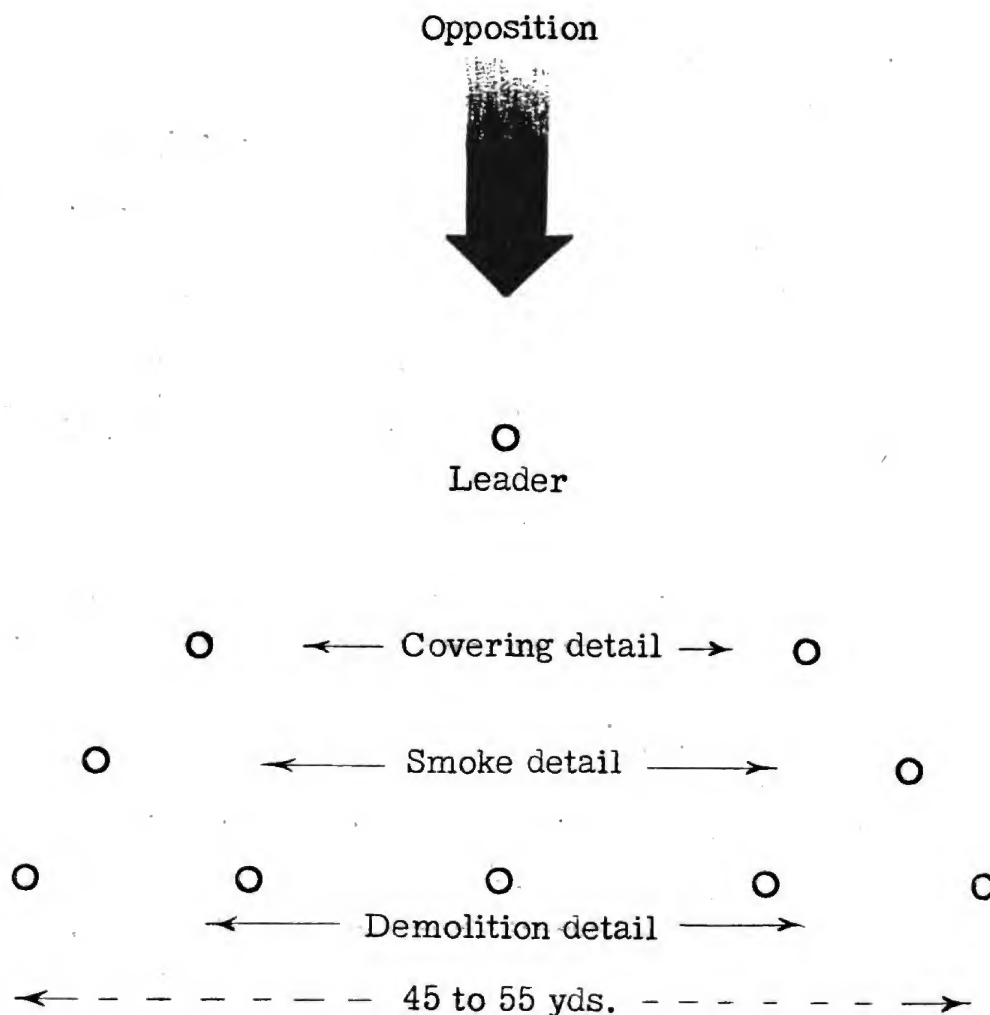 Opposition
Leader
Covering detail
Smoke detail
Demolition detail
45 to 55 yds.